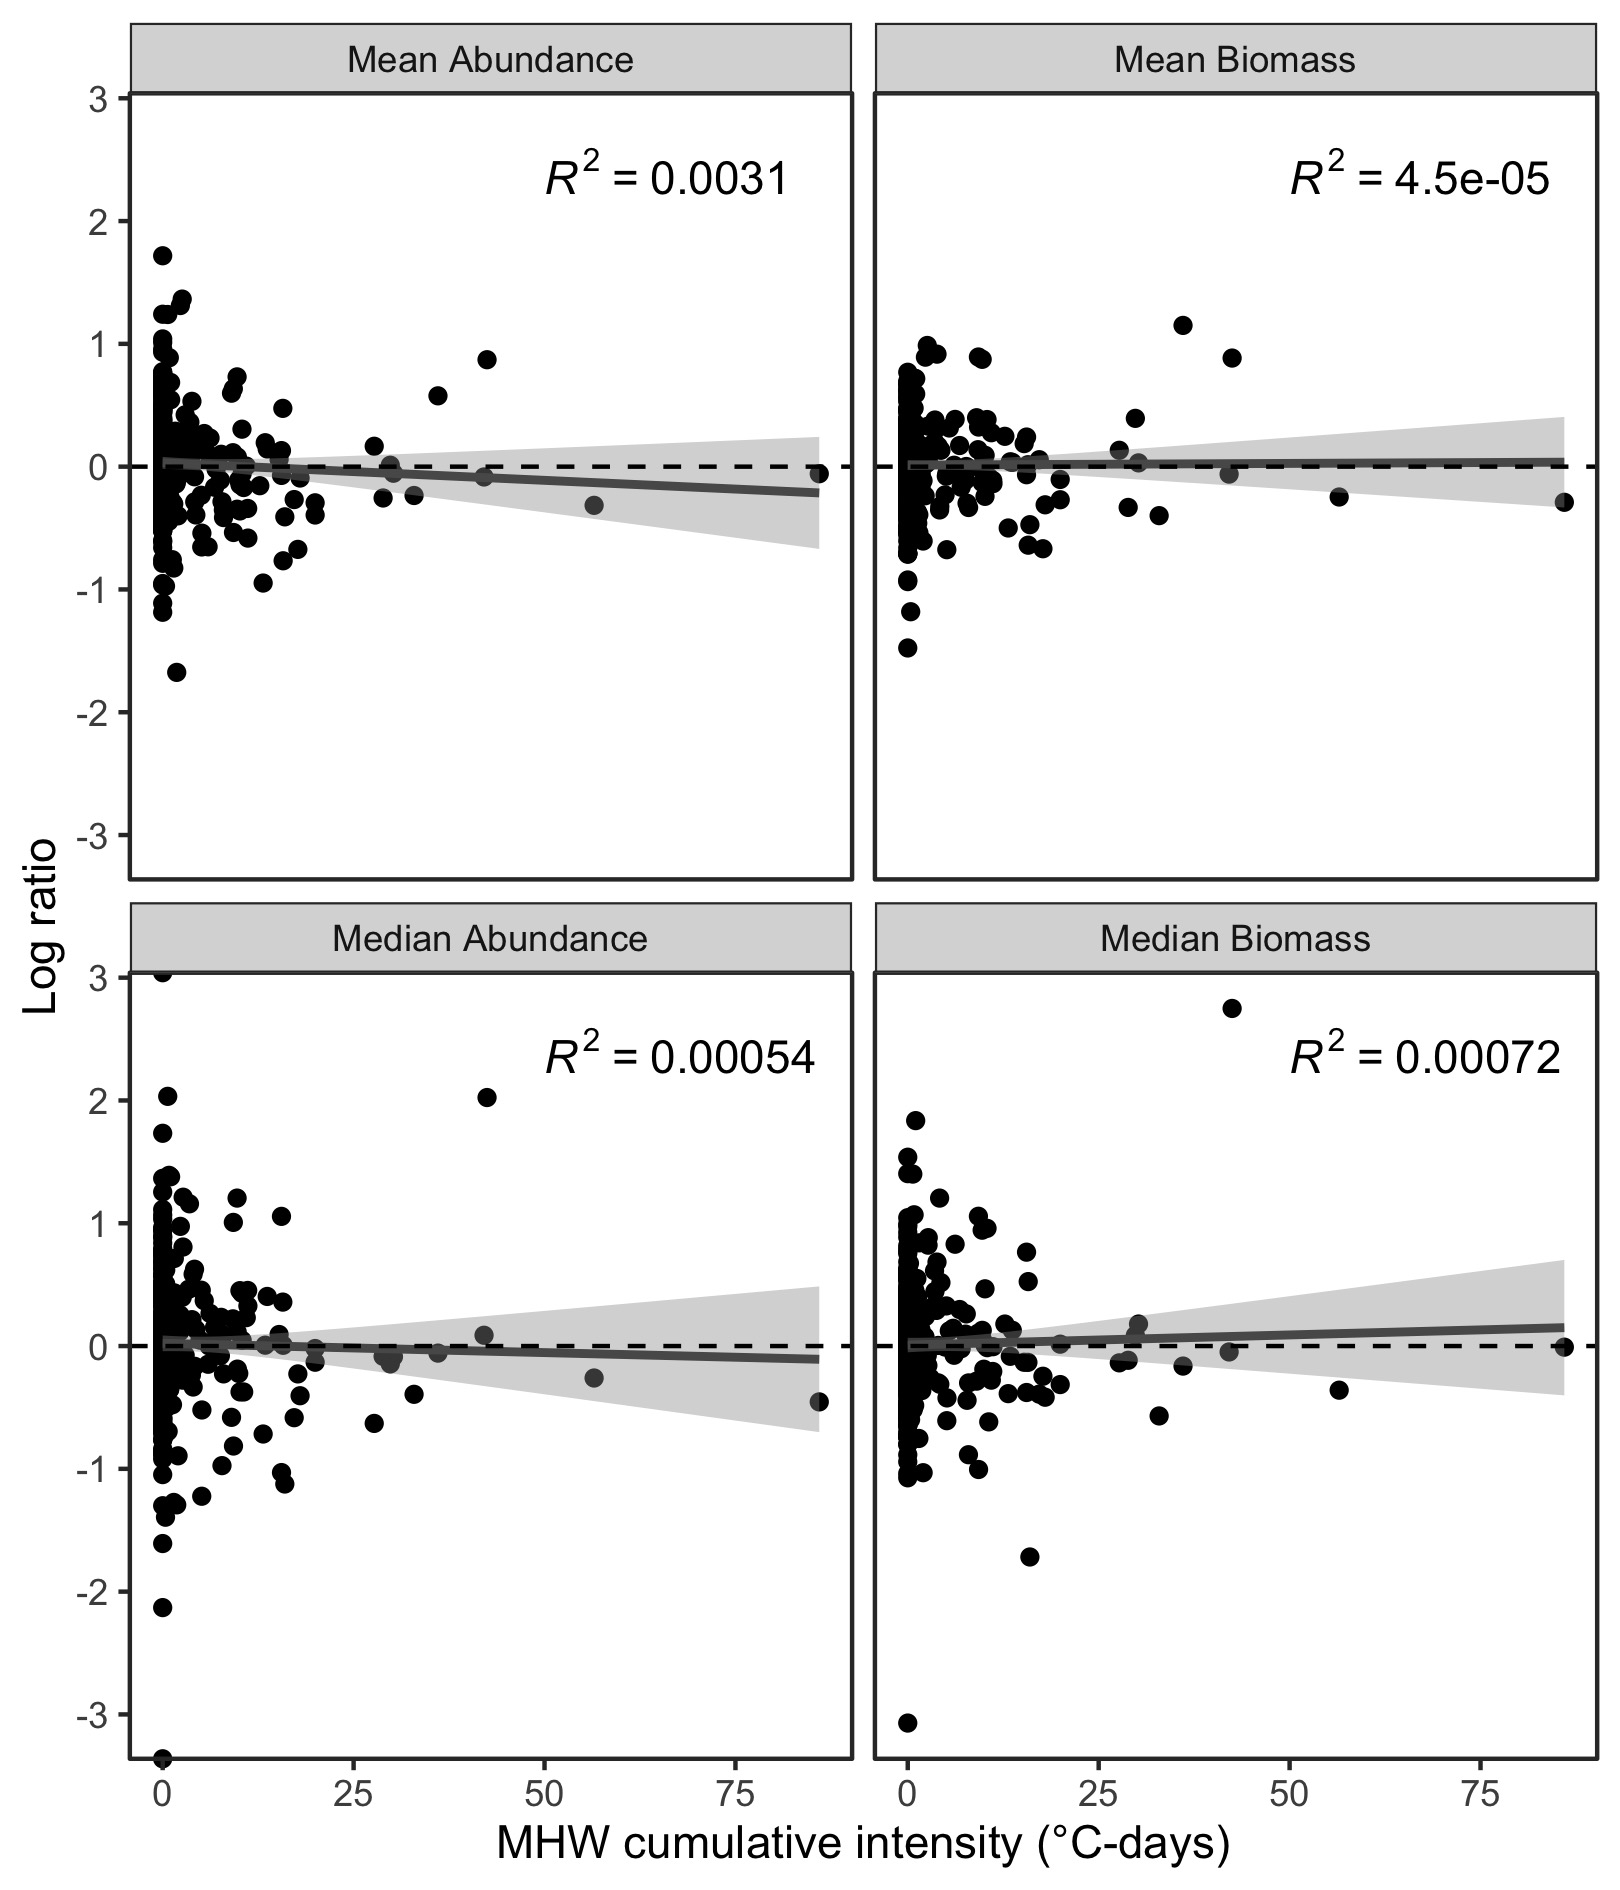 Mean Abundance
Mean Biomass
3
2
1
0
-1
-2
-3
R² = 0.0031
R² = 4.5e-05
Log ratio
Median Abundance
Median Biomass
3
2
1
0
-1
-2
-3
R² = 0.00054
R² = 0.00072
0 25 50 75
0 25 50 75
MHW cumulative intensity (°C-days)